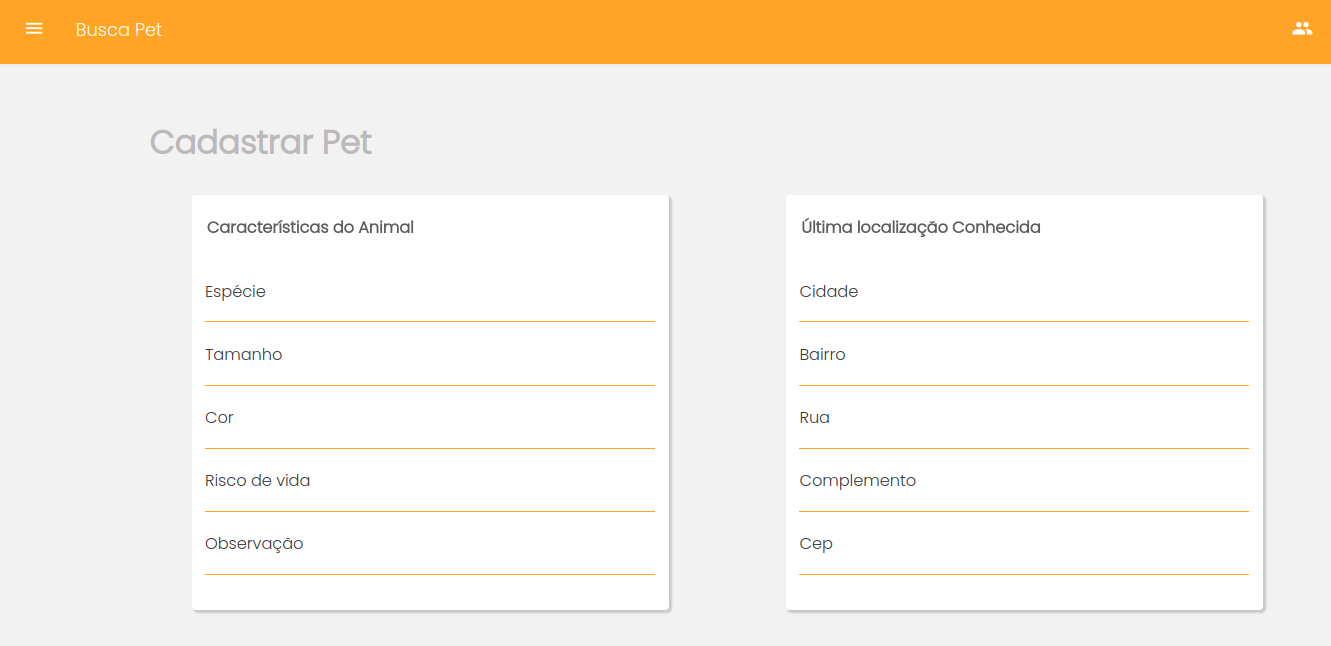 Busca Pet
Cadastrar Pet
Características do Animal
Espécie
Tamanho
Cor
Risco de vida
Observação
Última localização Conhecida
Cidade
Bairro
Rua
Complemento
Cep